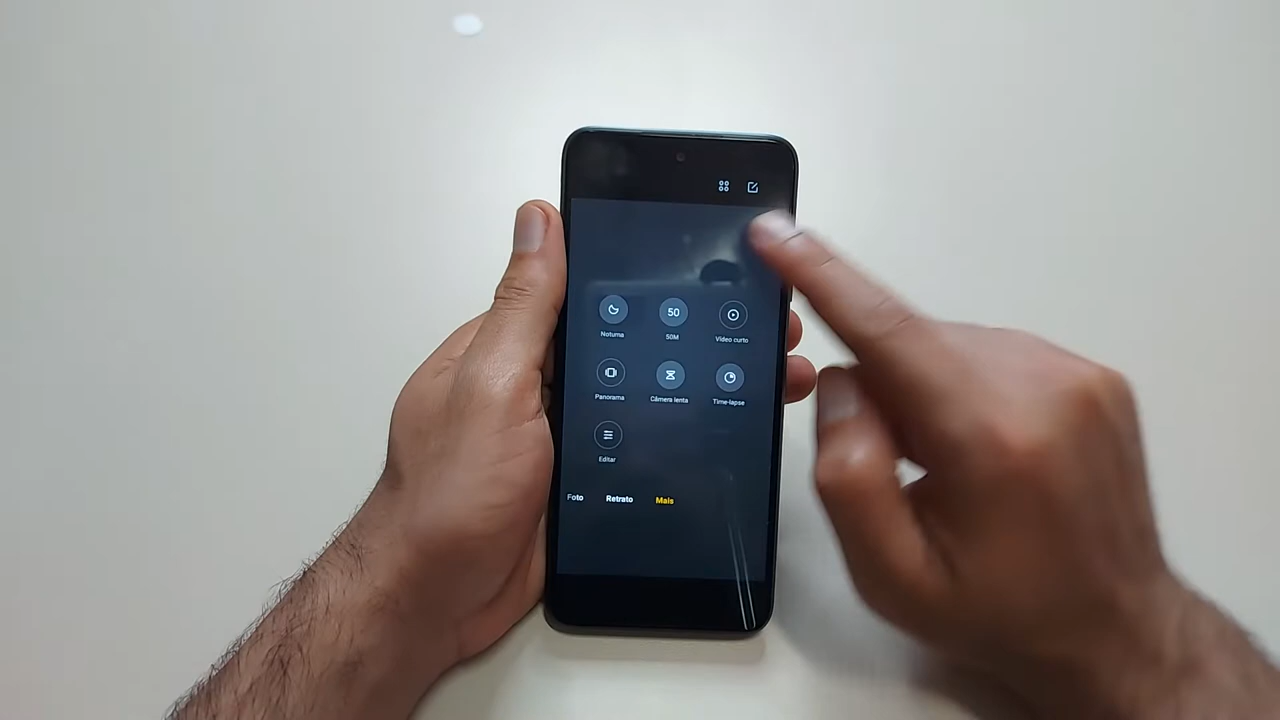 50
Noturna
50M
Vídeo curto
Panorama
Câmera lenta
Time-lapse
Editar
Foto
Retrato
Mais